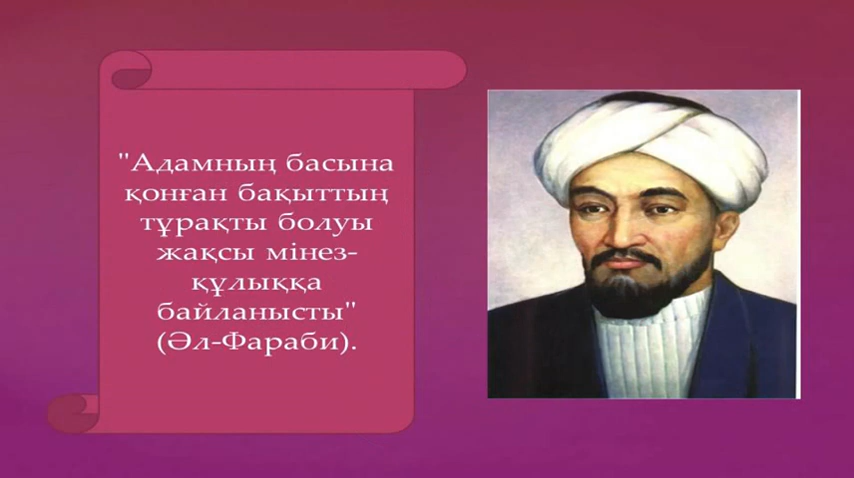 "Адамның басына
қонған бақыттың
тұрақты болуы
жақсы мінез-
құлыққа
байланысты"
(Әл-Фараби).